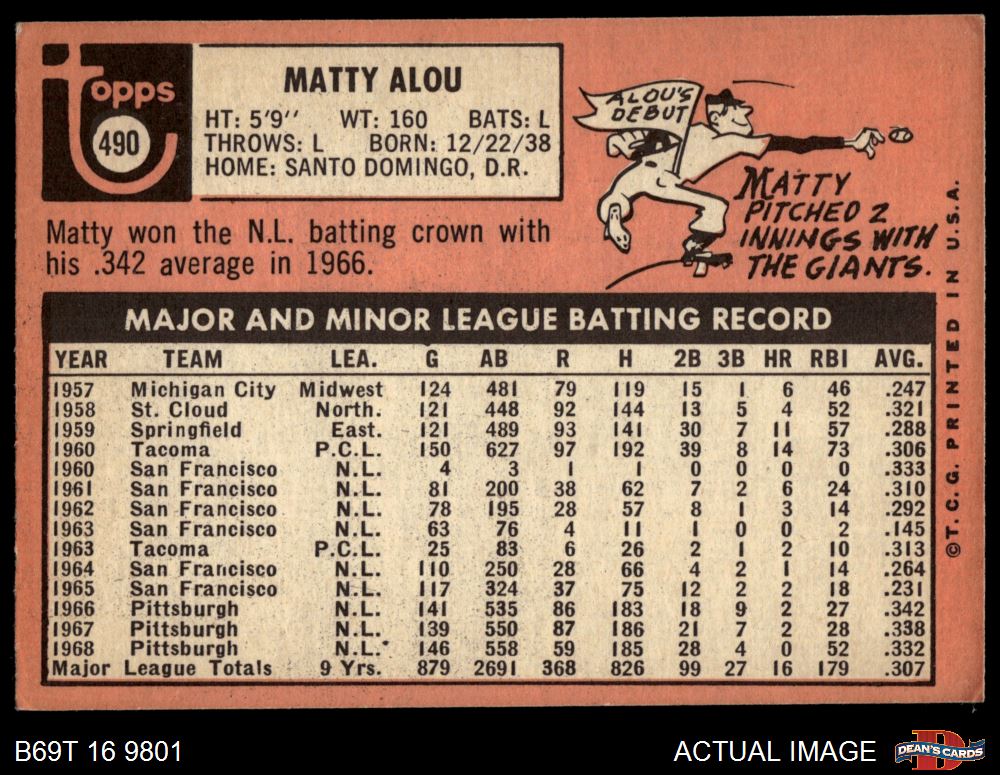 Topps
490
MATTY ALOU
HT: 5'9'' WT: 160 BATS: L
THROWS: L BORN: 12/22/38
HOME: SANTO DOMINGO, D.R.
Matty won the N.L. batting crown with
his .342 average in 1966.
ALOU'S
DEBUT
MATTY
PITCHED 2
INNINGS WITH
THE GIANTS.
MAJOR AND MINOR LEAGUE BATTING RECORD
YEAR TEAM LEA. G AB R H 2B 3B HR RBI AVG.
1957 Michigan City Midwest 124 481 79 119 15 1 6 46 .247
1958 St. Cloud North. 121 448 92 144 13 5 4 52 .321
1959 Springfield East. 121 489 93 141 30 7 11 57 .288
1960 Tacoma P.C.L. 150 627 97 192 39 8 14 73 .306
1960 San Francisco N.L. 4 3 1 1 0 0 0 0 .333
1961 San Francisco N.L. 81 200 38 62 7 2 6 24 .310
1962 San Francisco N.L. 78 195 28 57 8 1 3 14 .292
1963 San Francisco N.L. 63 76 4 11 1 0 0 2 .145
1963 Tacoma P.C.L. 25 83 6 26 2 1 2 10 .313
1964 San Francisco N.L. 110 250 28 66 4 2 1 14 .264
1965 San Francisco N.L. 117 324 37 75 12 2 2 18 .231
1966 Pittsburgh N.L. 141 535 86 183 18 9 2 27 .342
1967 Pittsburgh N.L. 139 550 87 186 21 7 2 28 .338
1968 Pittsburgh N.L. 146 558 59 185 28 4 0 52 .332
Major League Totals 9 Yrs. 879 2691 368 826 99 27 16 179 .307
©T.C.G. PRINTED IN U.S.A.
B69T 16 9801
ACTUAL IMAGE
DEAN'S CARDS